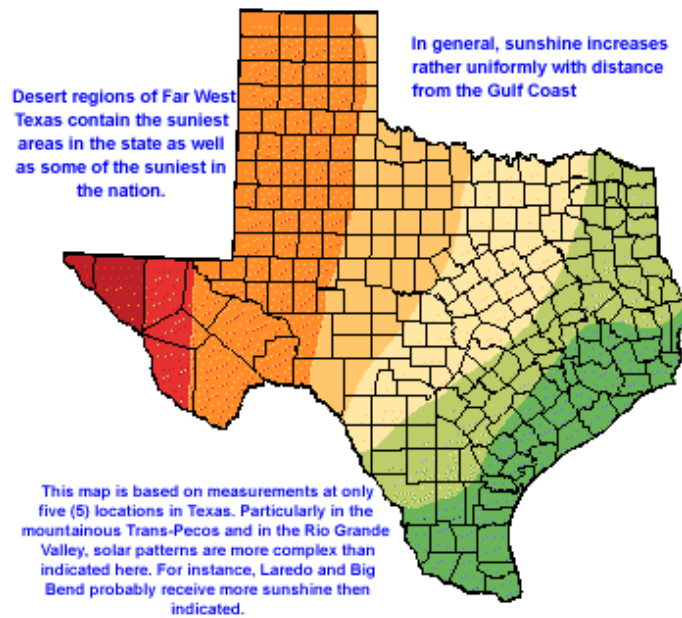 In general, sunshine increases
rather uniformly with distance
from the Gulf Coast
Desert regions of Far West
Texas contain the suniest
areas in the state as well
as some of the suniest in
the nation.
This map is based on measurements at only
five (5) locations in Texas. Particularly in the
mountainous Trans-Pecos and in the Rio Grande
Valley, solar patterns are more complex than
indicated here. For instance, Laredo and Big
Bend probably receive more sunshine then
indicated.